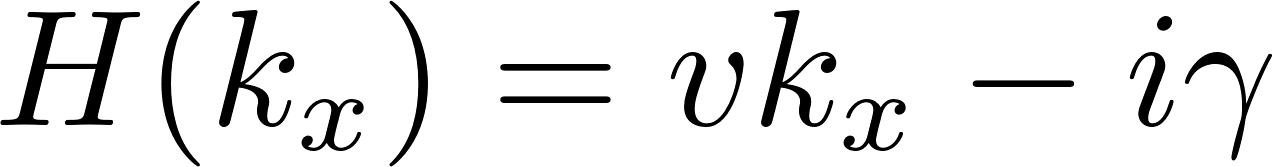 H(k_x) = vk_x − iγ